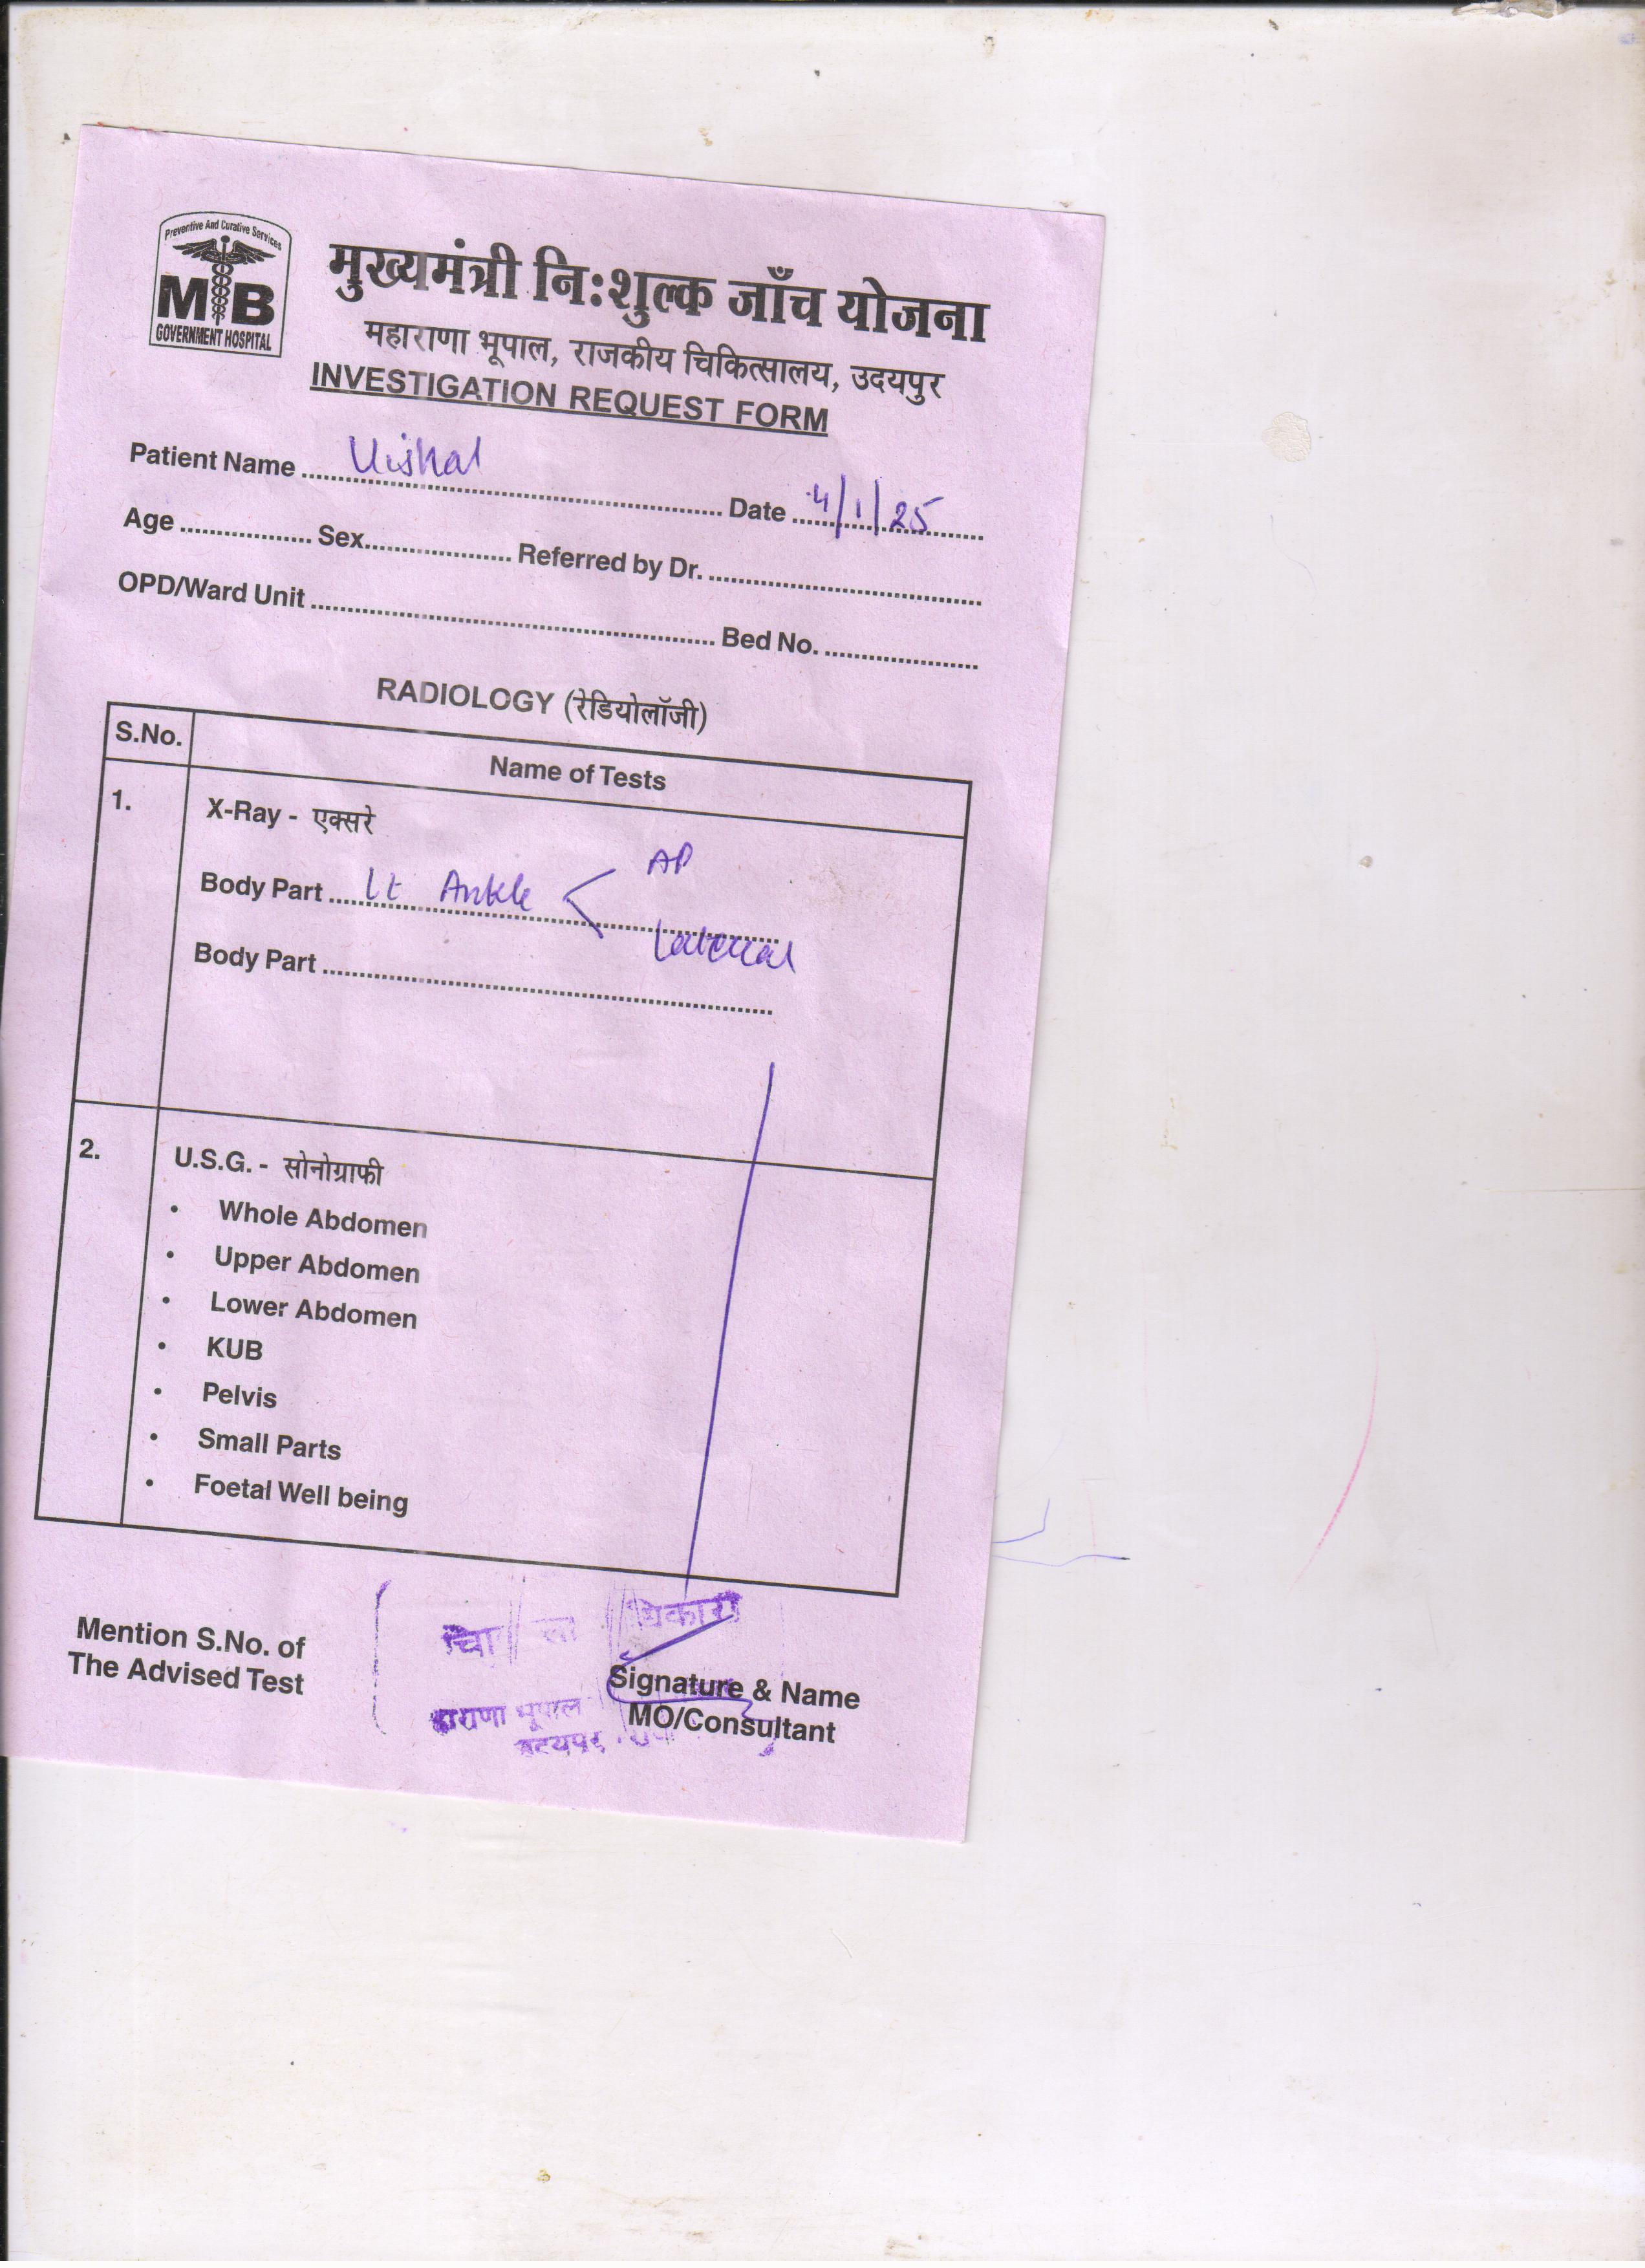 Preventive And Curative Services
MB
GOVERNMENT HOSPITAL
मुख्यमंत्री नि:शुल्क जाँच योजना
महाराणा भूपाल, राजकीय चिकित्सालय, उदयपुर
INVESTIGATION REQUEST FORM
Patient Name ........ Vishal ........ Date ........ 4/1/25 ........
Age ........ Sex ........ Referred by Dr. ........
OPD/Ward Unit ........ Bed No. ........
RADIOLOGY (रेडियोलॉजी)
S.No. Name of Tests
1. X-Ray - एक्सरे
AP
Body Part ........ Lt Ankle <
Lateral
Body Part ........
2. U.S.G. - सोनोग्राफी
• Whole Abdomen
• Upper Abdomen
• Lower Abdomen
• KUB
• Pelvis
• Small Parts
• Foetal Well being
Mention S.No. of
The Advised Test
Signature & Name
MO/Consultant
भूपाल
उदयपुर